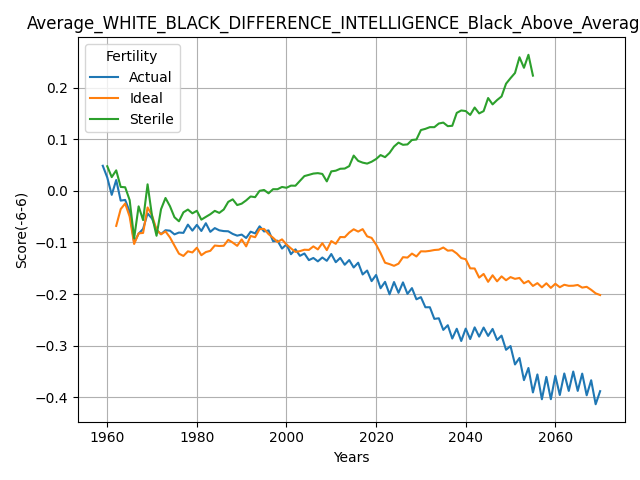 Average_WHITE_BLACK_DIFFERENCE_INTELLIGENCE_Black_Above_Averag
Fertility
Actual
Ideal
Sterile
0.2
0.1
0.0
−0.1
−0.2
−0.3
−0.4
Score(-6-6)
1960
1980
2000
2020
2040
2060
Years